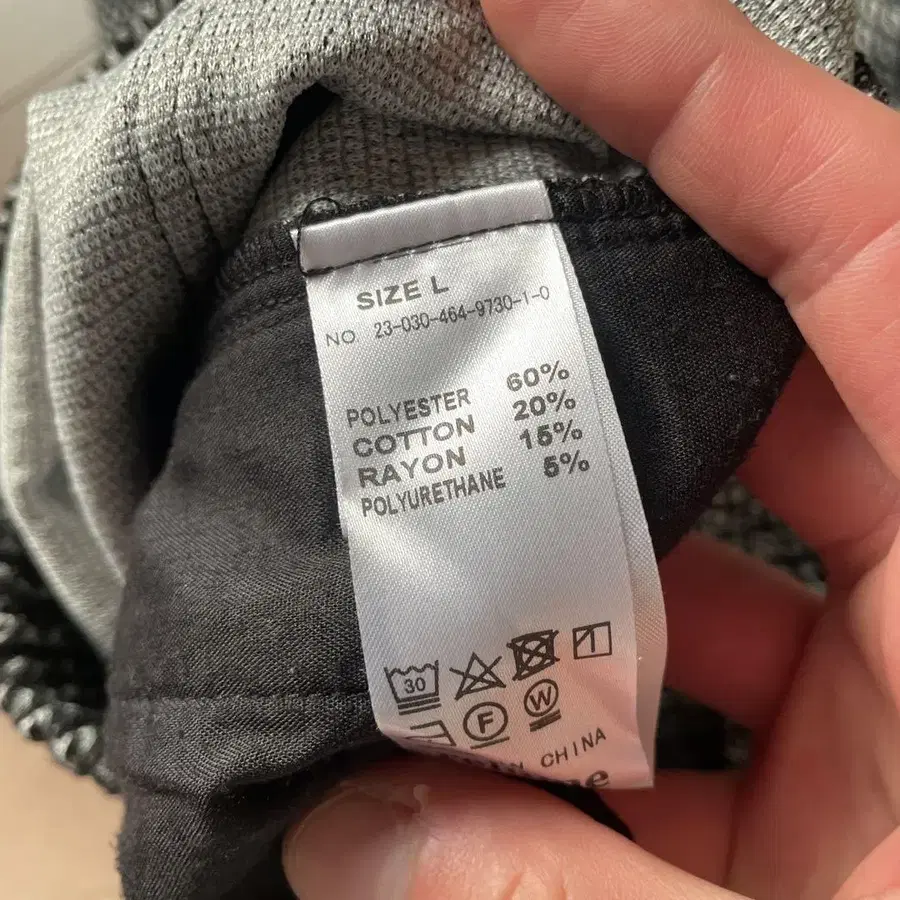 SIZE L
NO 23-030-464-9730-1-0
POLYESTER 60%
COTTON 20%
RAYON 15%
POLYURETHANE 5%
30
F W
CHINA